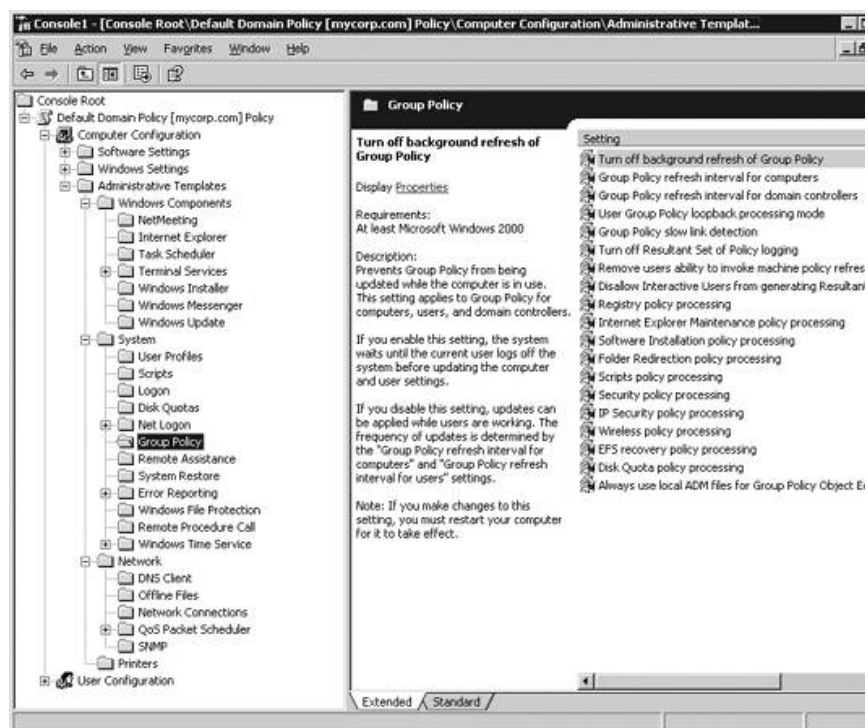 Console1 - [Console Root\Default Domain Policy [mycorp.com] Policy\Computer Configuration\Administrative Templat...
File Action View Favorites Window Help
Console Root
Default Domain Policy [mycorp.com] Policy
Computer Configuration
Software Settings
Windows Settings
Administrative Templates
Windows Components
NetMeeting
Internet Explorer
Task Scheduler
Terminal Services
Windows Installer
Windows Messenger
Windows Update
System
User Profiles
Scripts
Logon
Disk Quotas
Net Logon
Group Policy
Remote Assistance
System Restore
Error Reporting
Windows File Protection
Remote Procedure Call
Windows Time Service
Network
DNS Client
Offline Files
Network Connections
QoS Packet Scheduler
SNMP
Printers
User Configuration
Group Policy
Turn off background refresh of
Group Policy
Display Properties
Requirements:
At least Microsoft Windows 2000
Description:
Prevents Group Policy from being
updated while the computer is in use.
This setting applies to Group Policy for
computers, users, and domain controllers.
If you enable this setting, the system
waits until the current user logs off the
system before updating the computer
and user settings.
If you disable this setting, updates can
be applied while users are working. The
frequency of updates is determined by
the "Group Policy refresh interval for
computers" and "Group Policy refresh
interval for users" settings.
Note: If you make changes to this
setting, you must restart your computer
for it to take effect.
Setting
Turn off background refresh of Group Policy
Group Policy refresh interval for computers
Group Policy refresh interval for domain controllers
User Group Policy loopback processing mode
Group Policy slow link detection
Turn off Resultant Set of Policy logging
Remove users ability to invoke machine policy refres
Disallow Interactive Users from generating Resultant
Registry policy processing
Internet Explorer Maintenance policy processing
Software Installation policy processing
Folder Redirection policy processing
Scripts policy processing
Security policy processing
IP Security policy processing
Wireless policy processing
EFS recovery policy processing
Disk Quota policy processing
Always use local ADM files for Group Policy Object E
Extended Standard